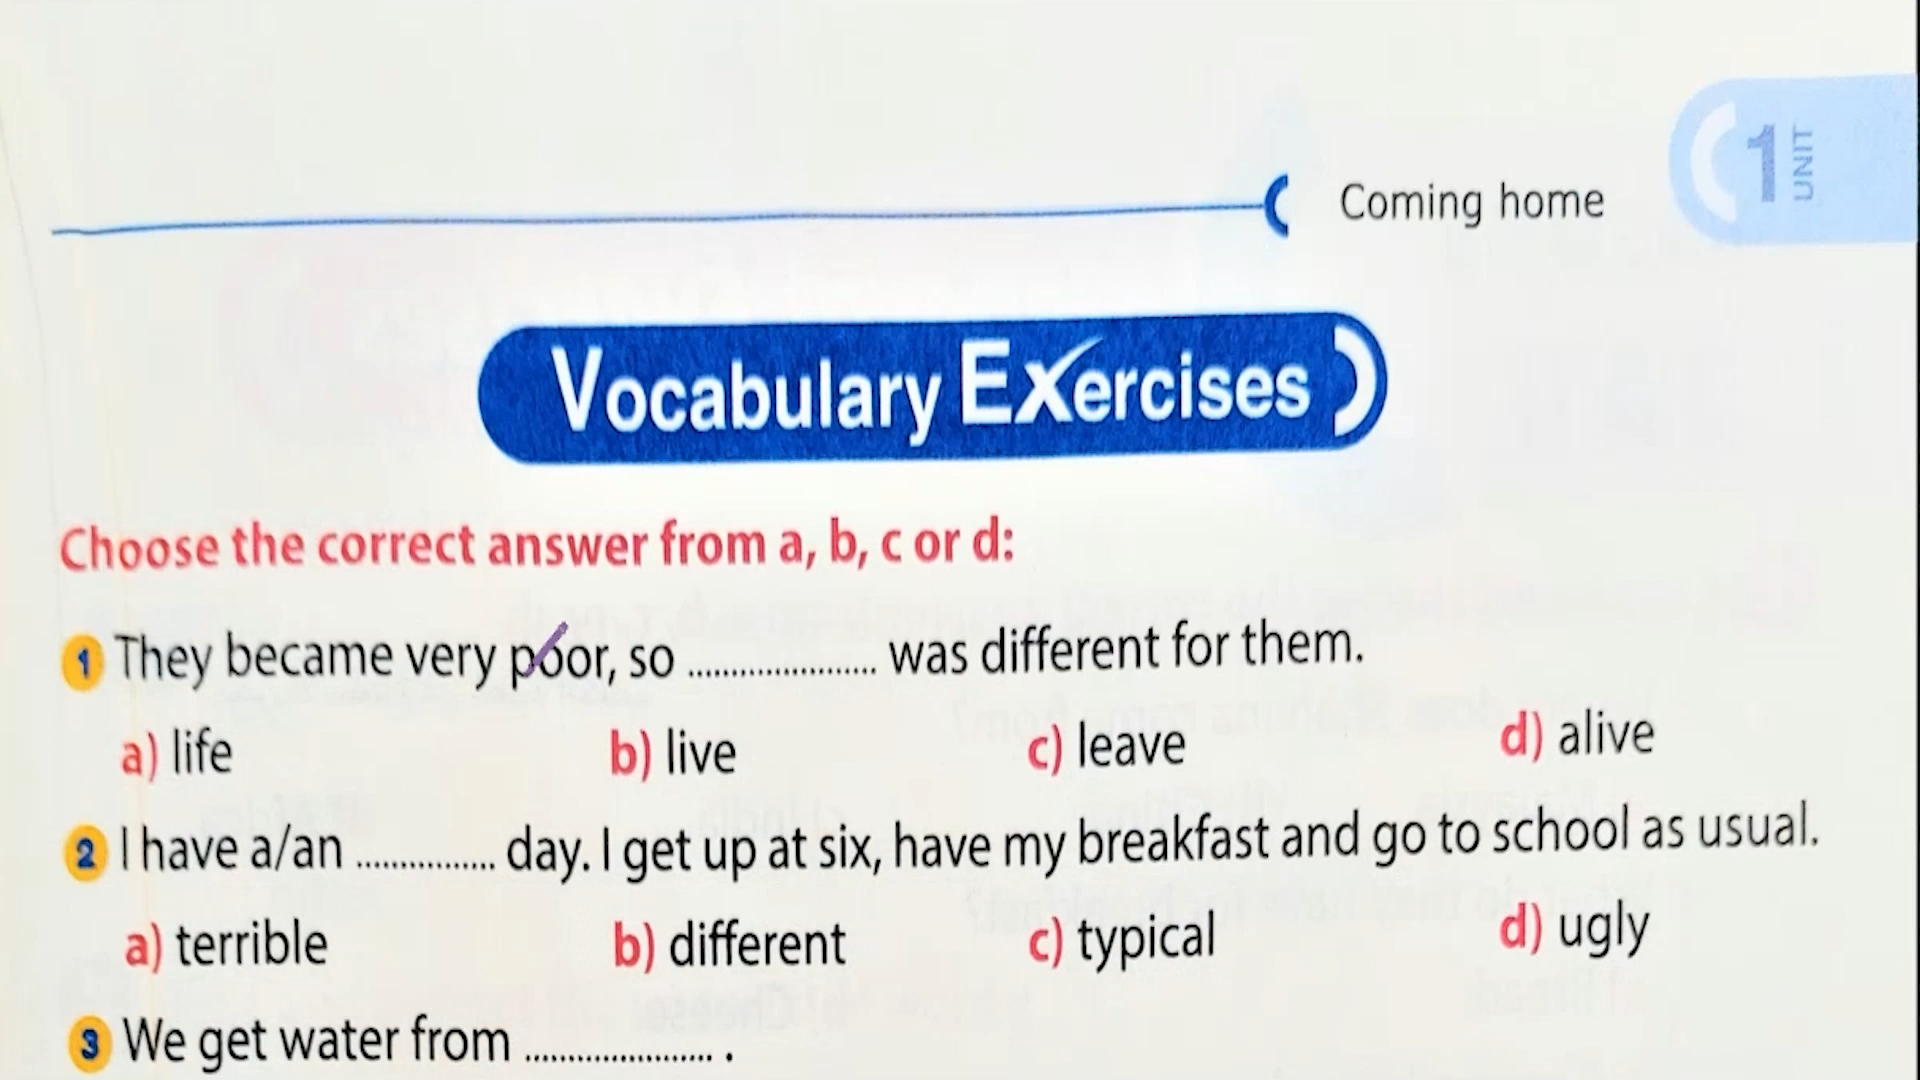 Coming home
1 UNIT
Vocabulary Exercises
Choose the correct answer from a, b, c or d:
1 They became very poor, so ..................... was different for them.
a) life b) live c) leave d) alive
2 I have a/an ................ day. I get up at six, have my breakfast and go to school as usual.
a) terrible b) different c) typical d) ugly
3 We get water from ...................... .